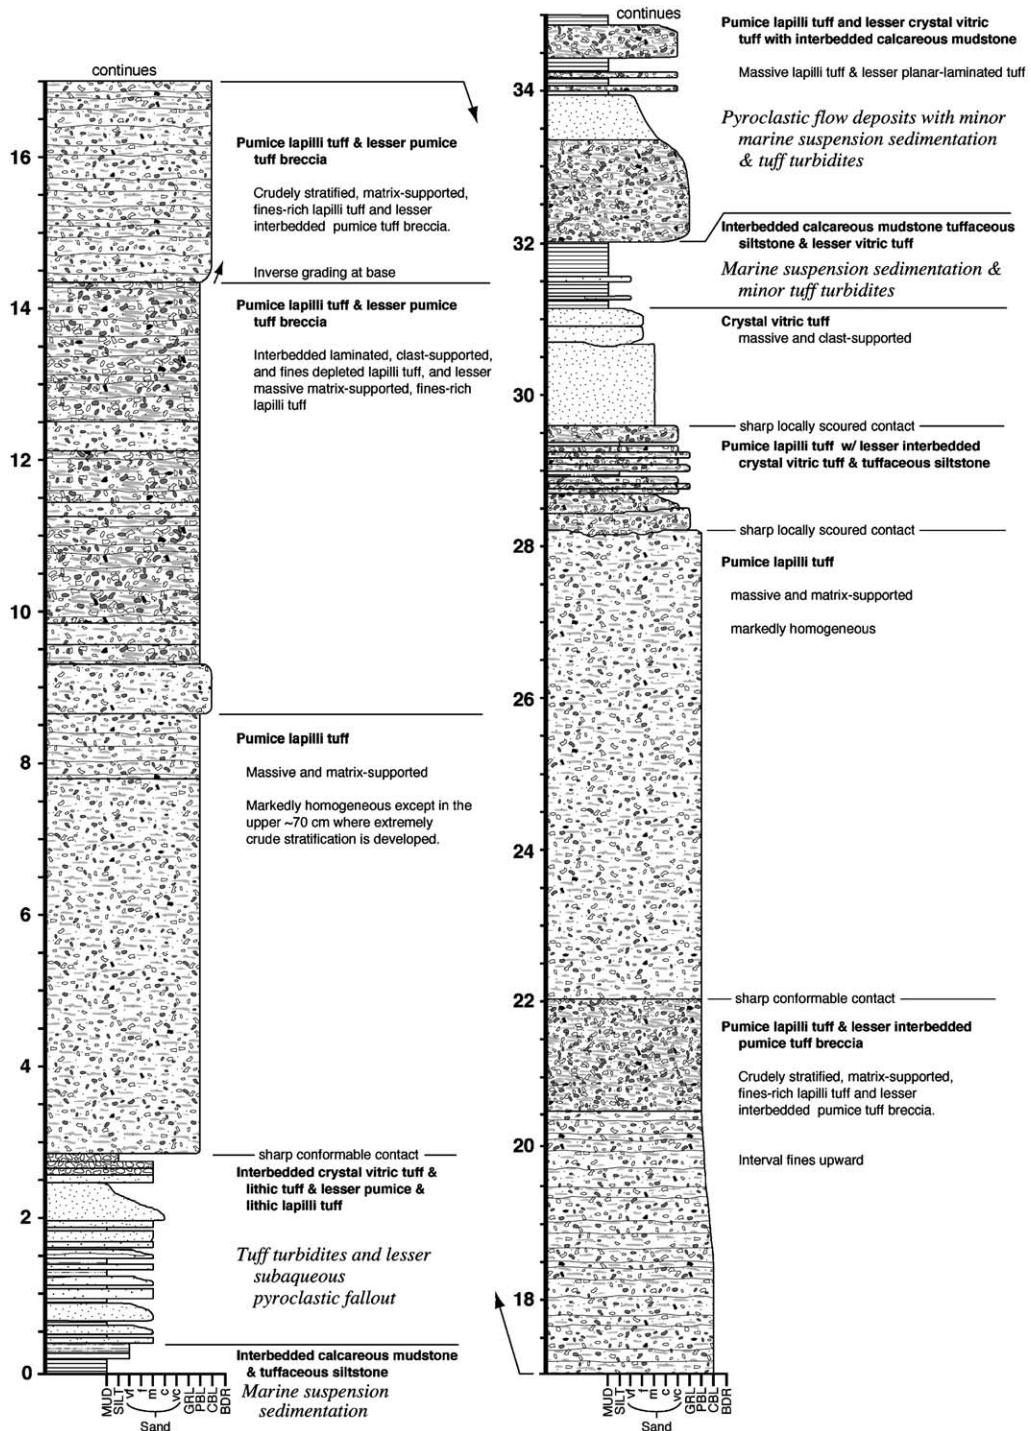 continues
16
14
12
10
8
6
4
2
0
Pumice lapilli tuff & lesser pumice
tuff breccia
Crudely stratified, matrix-supported,
fines-rich lapilli tuff and lesser
interbedded pumice tuff breccia.
Inverse grading at base
Pumice lapilli tuff & lesser pumice
tuff breccia
Interbedded laminated, clast-supported,
and fines depleted lapilli tuff, and lesser
massive matrix-supported, fines-rich
lapilli tuff
Pumice lapilli tuff
Massive and matrix-supported
Markedly homogeneous except in the
upper ~70 cm where extremely
crude stratification is developed.
sharp conformable contact
Interbedded crystal vitric tuff &
lithic tuff & lesser pumice &
lithic lapilli tuff
Tuff turbidites and lesser
subaqueous
pyroclastic fallout
Interbedded calcareous mudstone
& tuffaceous siltstone
Marine suspension
sedimentation
MUD
SILT
vf
f
m
c
vc
GRL
PBL
CBL
BDR
Sand
continues
34
32
30
28
26
24
22
20
18
Pumice lapilli tuff and lesser crystal vitric
tuff with interbedded calcareous mudstone
Massive lapilli tuff & lesser planar-laminated tuff
Pyroclastic flow deposits with minor
marine suspension sedimentation
& tuff turbidites
Interbedded calcareous mudstone tuffaceous
siltstone & lesser vitric tuff
Marine suspension sedimentation &
minor tuff turbidites
Crystal vitric tuff
massive and clast-supported
sharp locally scoured contact
Pumice lapilli tuff w/ lesser interbedded
crystal vitric tuff & tuffaceous siltstone
sharp locally scoured contact
Pumice lapilli tuff
massive and matrix-supported
markedly homogeneous
sharp conformable contact
Pumice lapilli tuff & lesser interbedded
pumice tuff breccia
Crudely stratified, matrix-supported,
fines-rich lapilli tuff and lesser
interbedded pumice tuff breccia.
Interval fines upward
MUD
SILT
vf
f
m
c
vc
GRL
PBL
CBL
BDR
Sand